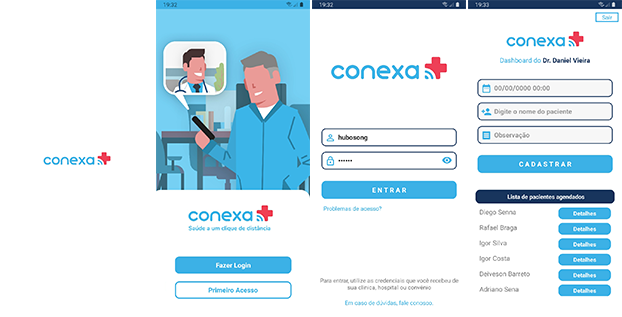 conexa
19:32
conexa
Saúde a um clique de distância
Fazer Login
Primeiro Acesso
19:32
conexa
hubosong
••••••
ENTRAR
Problemas de acesso?
Para entrar, utilize as credenciais que você recebeu de
sua clínica, hospital ou convênio
Em caso de dúvidas, fale conosco.
19:33
Sair
conexa
Dashboard do Dr. Daniel Vieira
00/00/0000 00:00
Digite o nome do paciente
Observação
CADASTRAR
Lista de pacientes agendados
Diego Senna Detalhes
Rafael Braga Detalhes
Igor Silva Detalhes
Igor Costa Detalhes
Deiveson Barreto Detalhes
Adriano Sena Detalhes